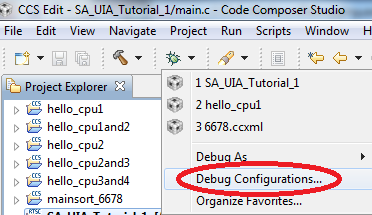 CCS Edit - SA_UIA_Tutorial_1/main.c - Code Composer Studio
File Edit View Navigate Project Run Scripts Window
Project Explorer
1 SA_UIA_Tutorial_1
2 hello_cpu1
3 6678.ccxml
Debug As
Debug Configurations...
Organize Favorites...
hello_cpu1
hello_cpu1and2
hello_cpu2
hello_cpu2and3
hello_cpu3and4
mainsort_6678
SA_UIA_Tutorial_1